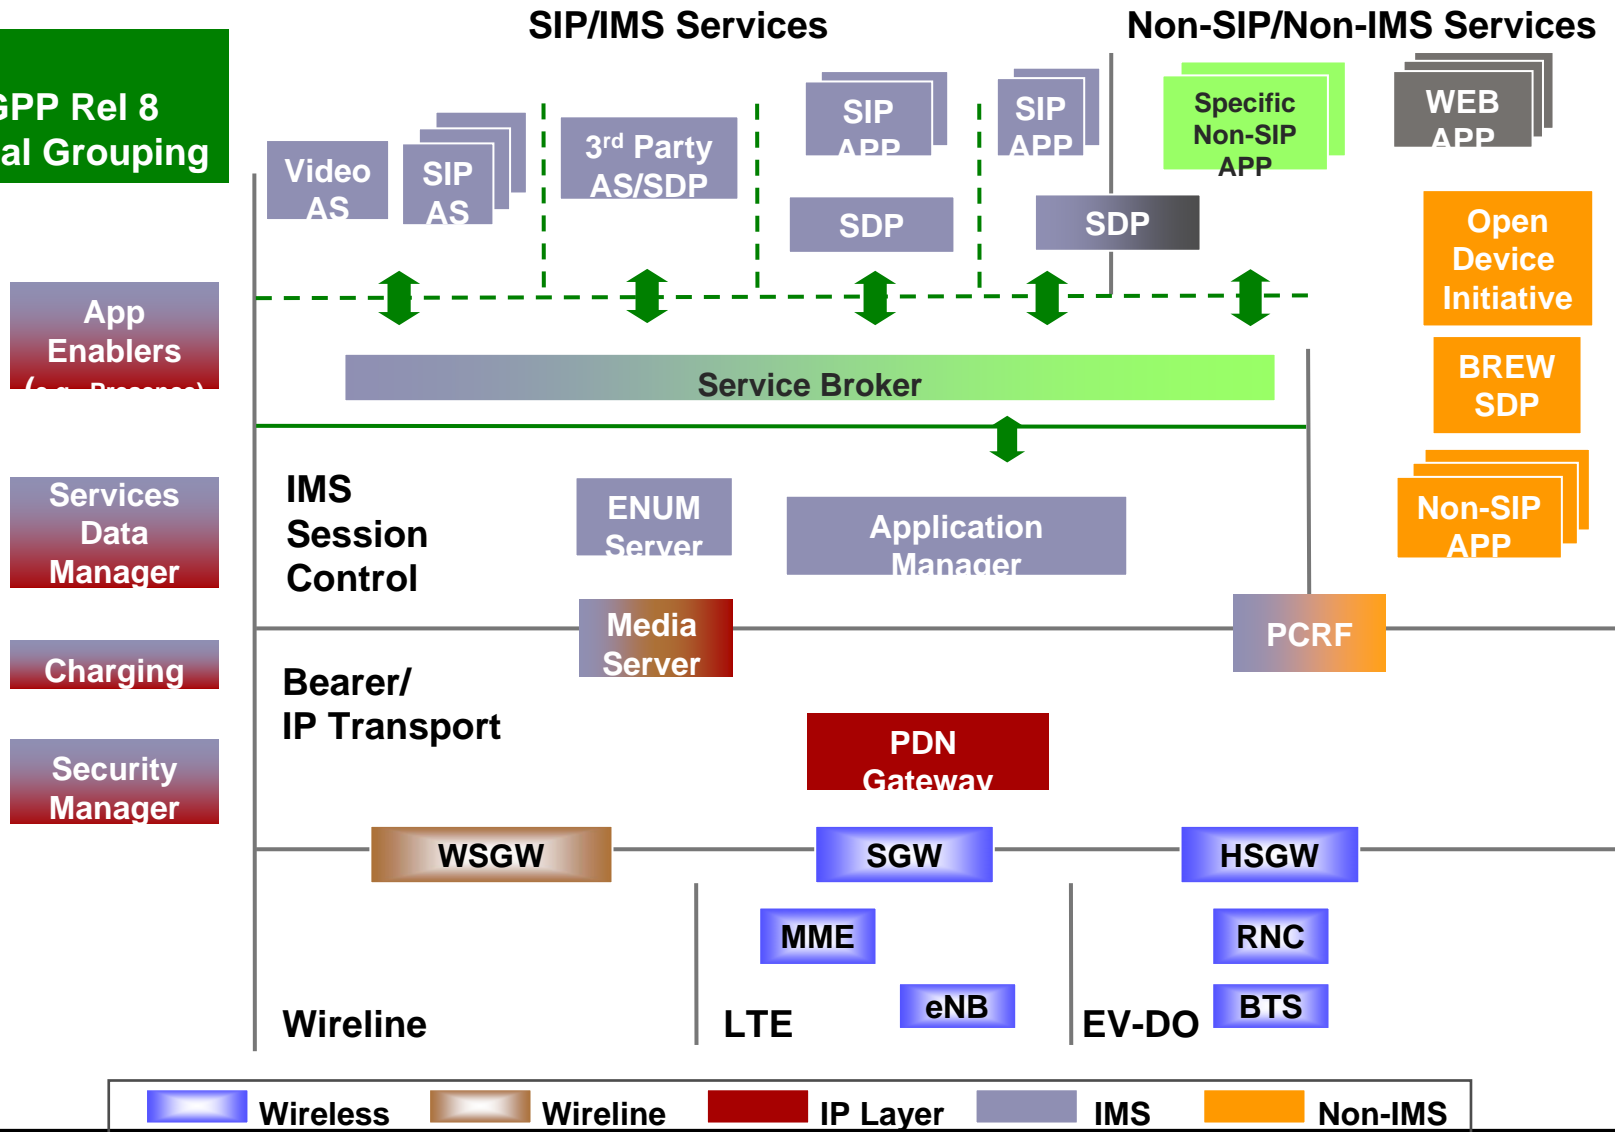 SIP/IMS Services
Non-SIP/Non-IMS Services
GPP Rel 8
al Grouping
Video
AS
SIP
AS
3rd Party
AS/SDP
SIP
APP
SDP
SIP
APP
SDP
Specific
Non-SIP
APP
WEB
APP
Open
Device
Initiative
BREW
SDP
Non-SIP
APP
App
Enablers
(e.g., Presence)
Services
Data
Manager
Charging
Security
Manager
Service Broker
IMS
Session
Control
ENUM
Server
Application
Manager
Media
Server
PCRF
Bearer/
IP Transport
PDN
Gateway
WSGW
SGW
HSGW
MME
RNC
eNB
BTS
Wireline
LTE
EV-DO
Wireless
Wireline
IP Layer
IMS
Non-IMS